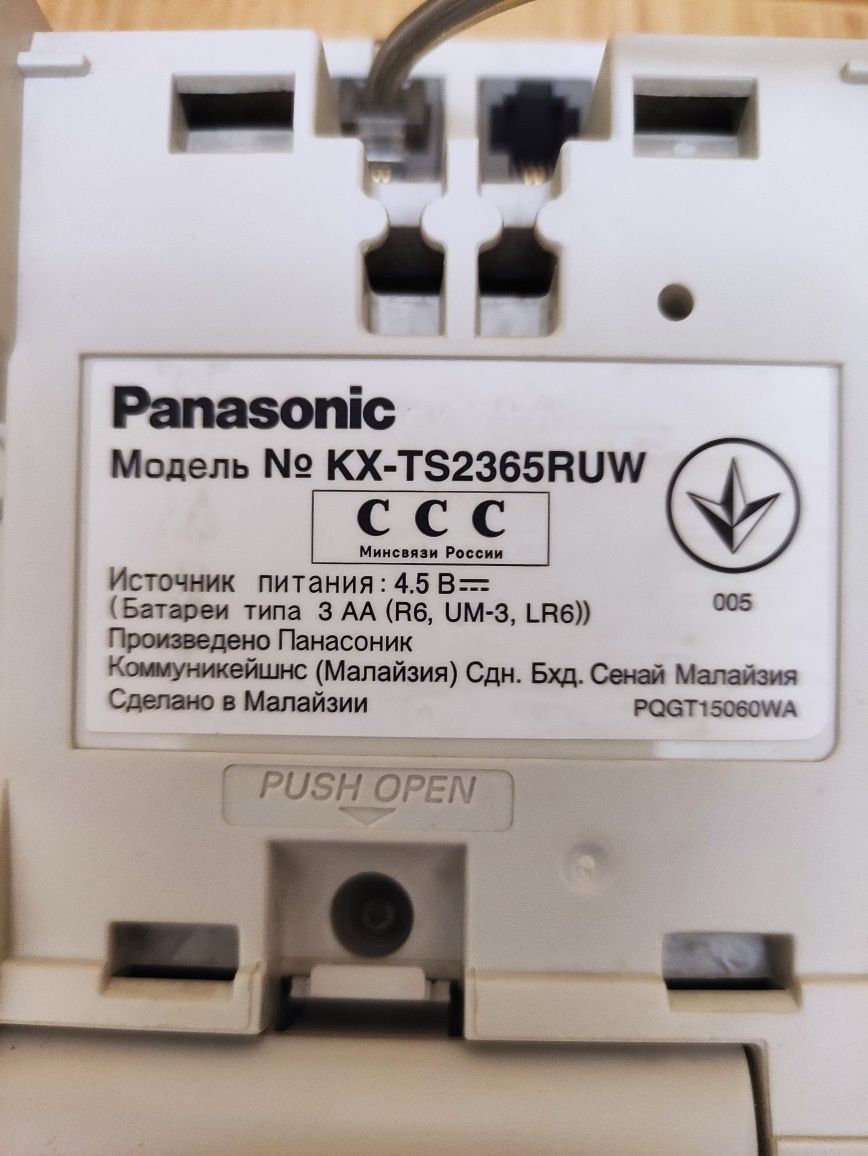 Panasonic
Модель № KX-TS2365RUW
C C C
Минсвязи России
Источник питания: 4.5 В
(Батареи типа 3 AA (R6, UM-3, LR6))
005
Произведено Панасоник
Коммуникейшнс (Малайзия) Сдн. Бхд. Сенай Малайзия
Сделано в Малайзии PQGT15060WA
PUSH OPEN